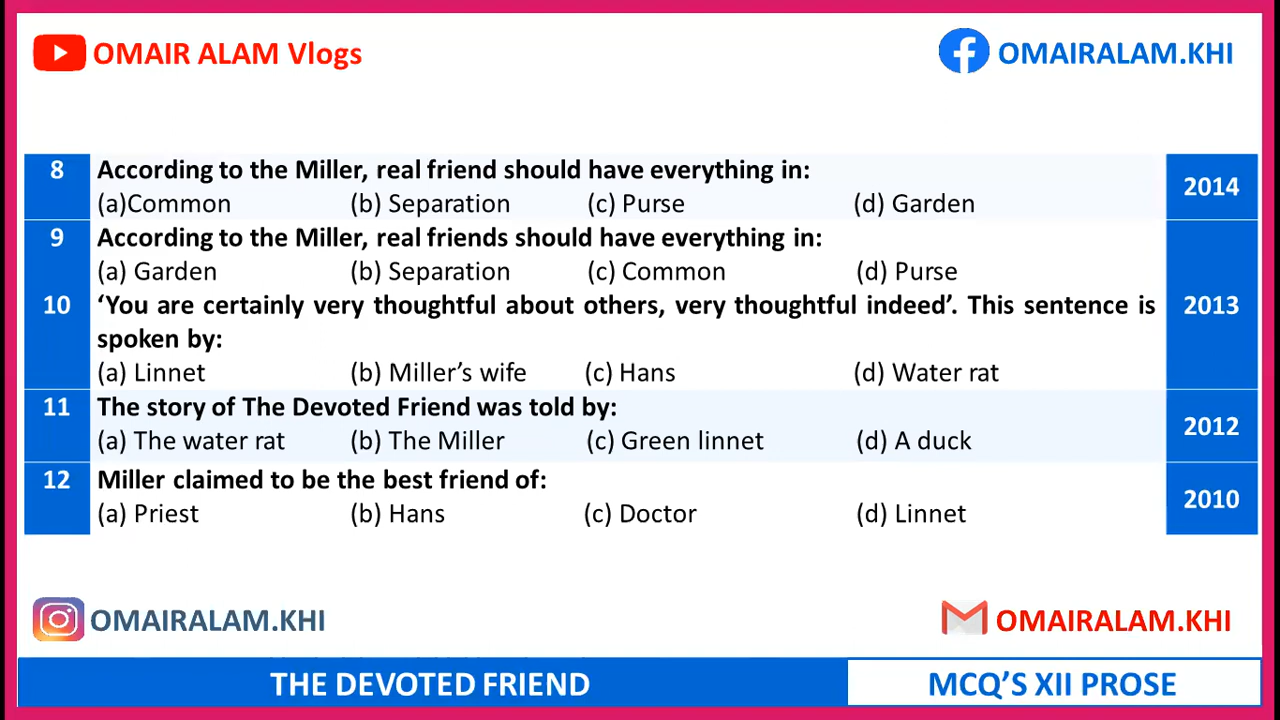 OMAIR ALAM Vlogs
OMAIRALAM.KHI
8 According to the Miller, real friend should have everything in: 2014
(a)Common (b) Separation (c) Purse (d) Garden
9 According to the Miller, real friends should have everything in: 2013
(a) Garden (b) Separation (c) Common (d) Purse
10 ‘You are certainly very thoughtful about others, very thoughtful indeed’. This sentence is
spoken by:
(a) Linnet (b) Miller’s wife (c) Hans (d) Water rat
11 The story of The Devoted Friend was told by: 2012
(a) The water rat (b) The Miller (c) Green linnet (d) A duck
12 Miller claimed to be the best friend of: 2010
(a) Priest (b) Hans (c) Doctor (d) Linnet
OMAIRALAM.KHI
OMAIRALAM.KHI
THE DEVOTED FRIEND
MCQ’S XII PROSE